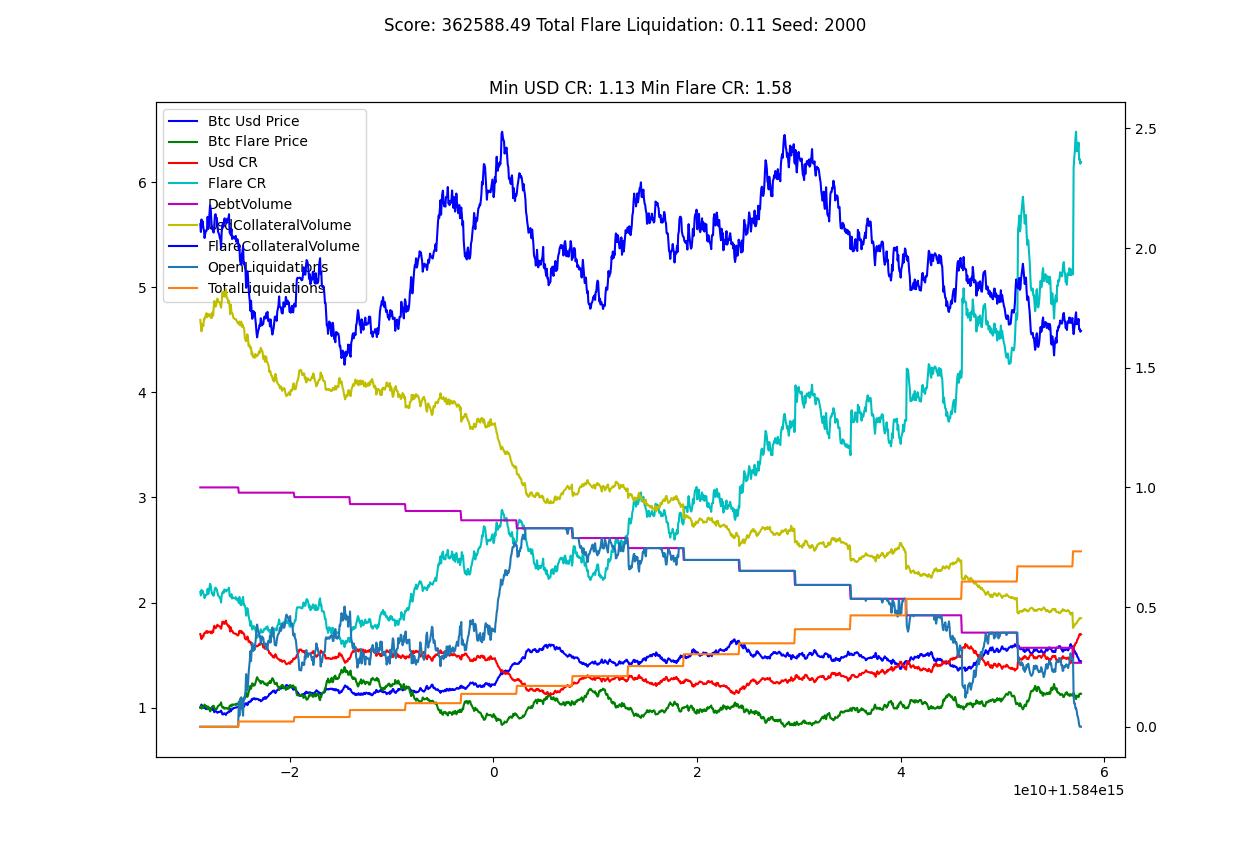 Score: 362588.49 Total Flare Liquidation: 0.11 Seed: 2000
Min USD CR: 1.13 Min Flare CR: 1.58
Btc Usd Price
Btc Flare Price
Usd CR
Flare CR
DebtVolume
UsdCollateralVolume
FlareCollateralVolume
OpenLiquidations
TotalLiquidations
6
5
4
3
2
1
2.5
2.0
1.5
1.0
0.5
0.0
−2
0
2
4
6
1e10+1.584e15